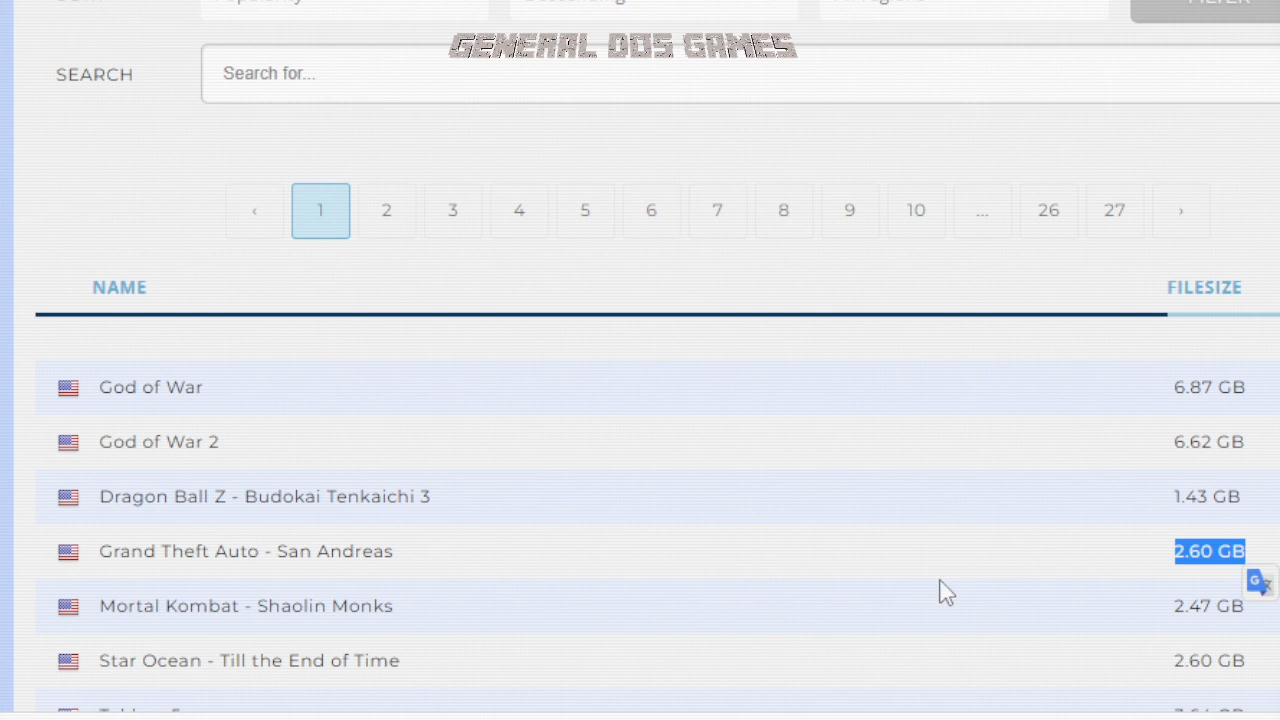 GENERAL DOS GAMES
SEARCH
Search for...
‹ 1 2 3 4 5 6 7 8 9 10 ... 26 27 ›
NAME FILESIZE
God of War 6.87 GB
God of War 2 6.62 GB
Dragon Ball Z - Budokai Tenkaichi 3 1.43 GB
Grand Theft Auto - San Andreas 2.60 GB
Mortal Kombat - Shaolin Monks 2.47 GB
Star Ocean - Till the End of Time 2.60 GB